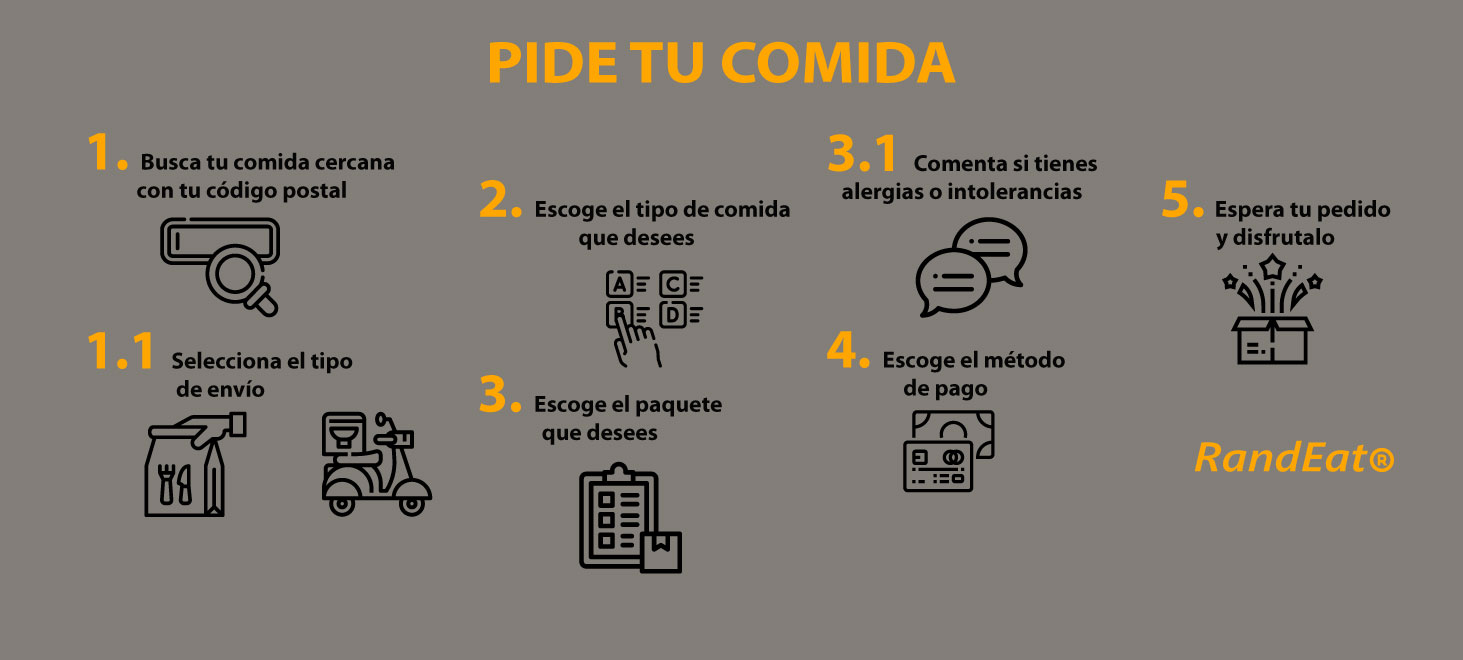 PIDE TU COMIDA
1. Busca tu comida cercana
con tu código postal
1.1 Selecciona el tipo
de envío
2. Escoge el tipo de comida
que desees
A C
B D
3. Escoge el paquete
que desees
3.1 Comenta si tienes
alergias o intolerancias
4. Escoge el método
de pago
5. Espera tu pedido
y disfrutalo
RandEat®